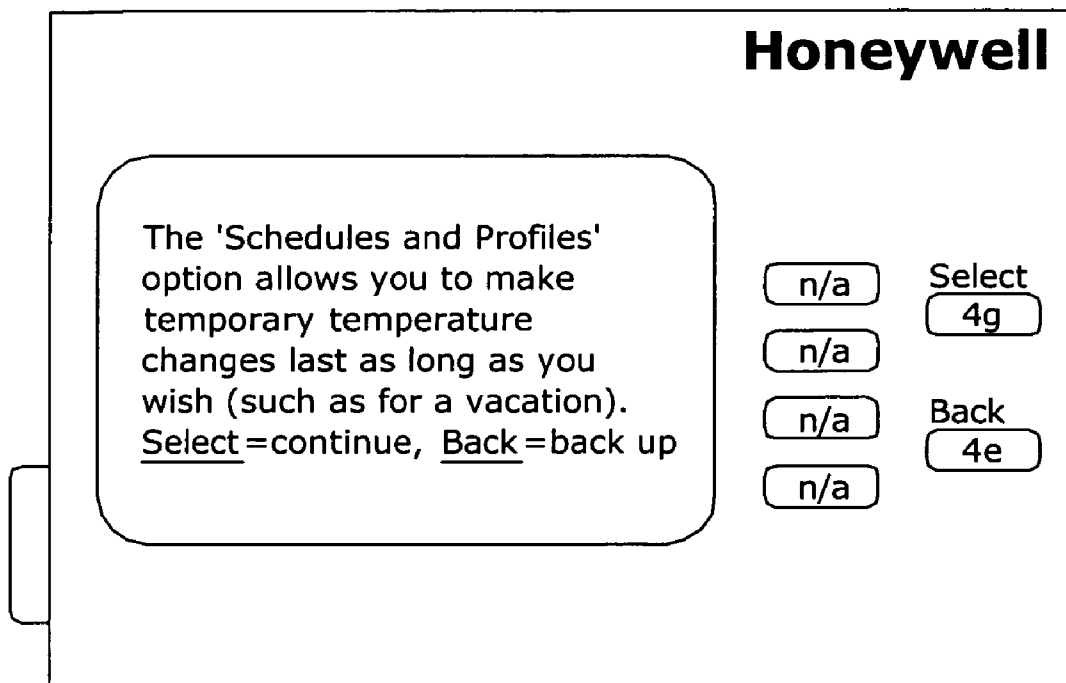 Honeywell
The 'Schedules and Profiles'
option allows you to make
temporary temperature
changes last as long as you
wish (such as for a vacation).
Select=continue, Back=back up
n/a
n/a
n/a
n/a
Select
4g
Back
4e